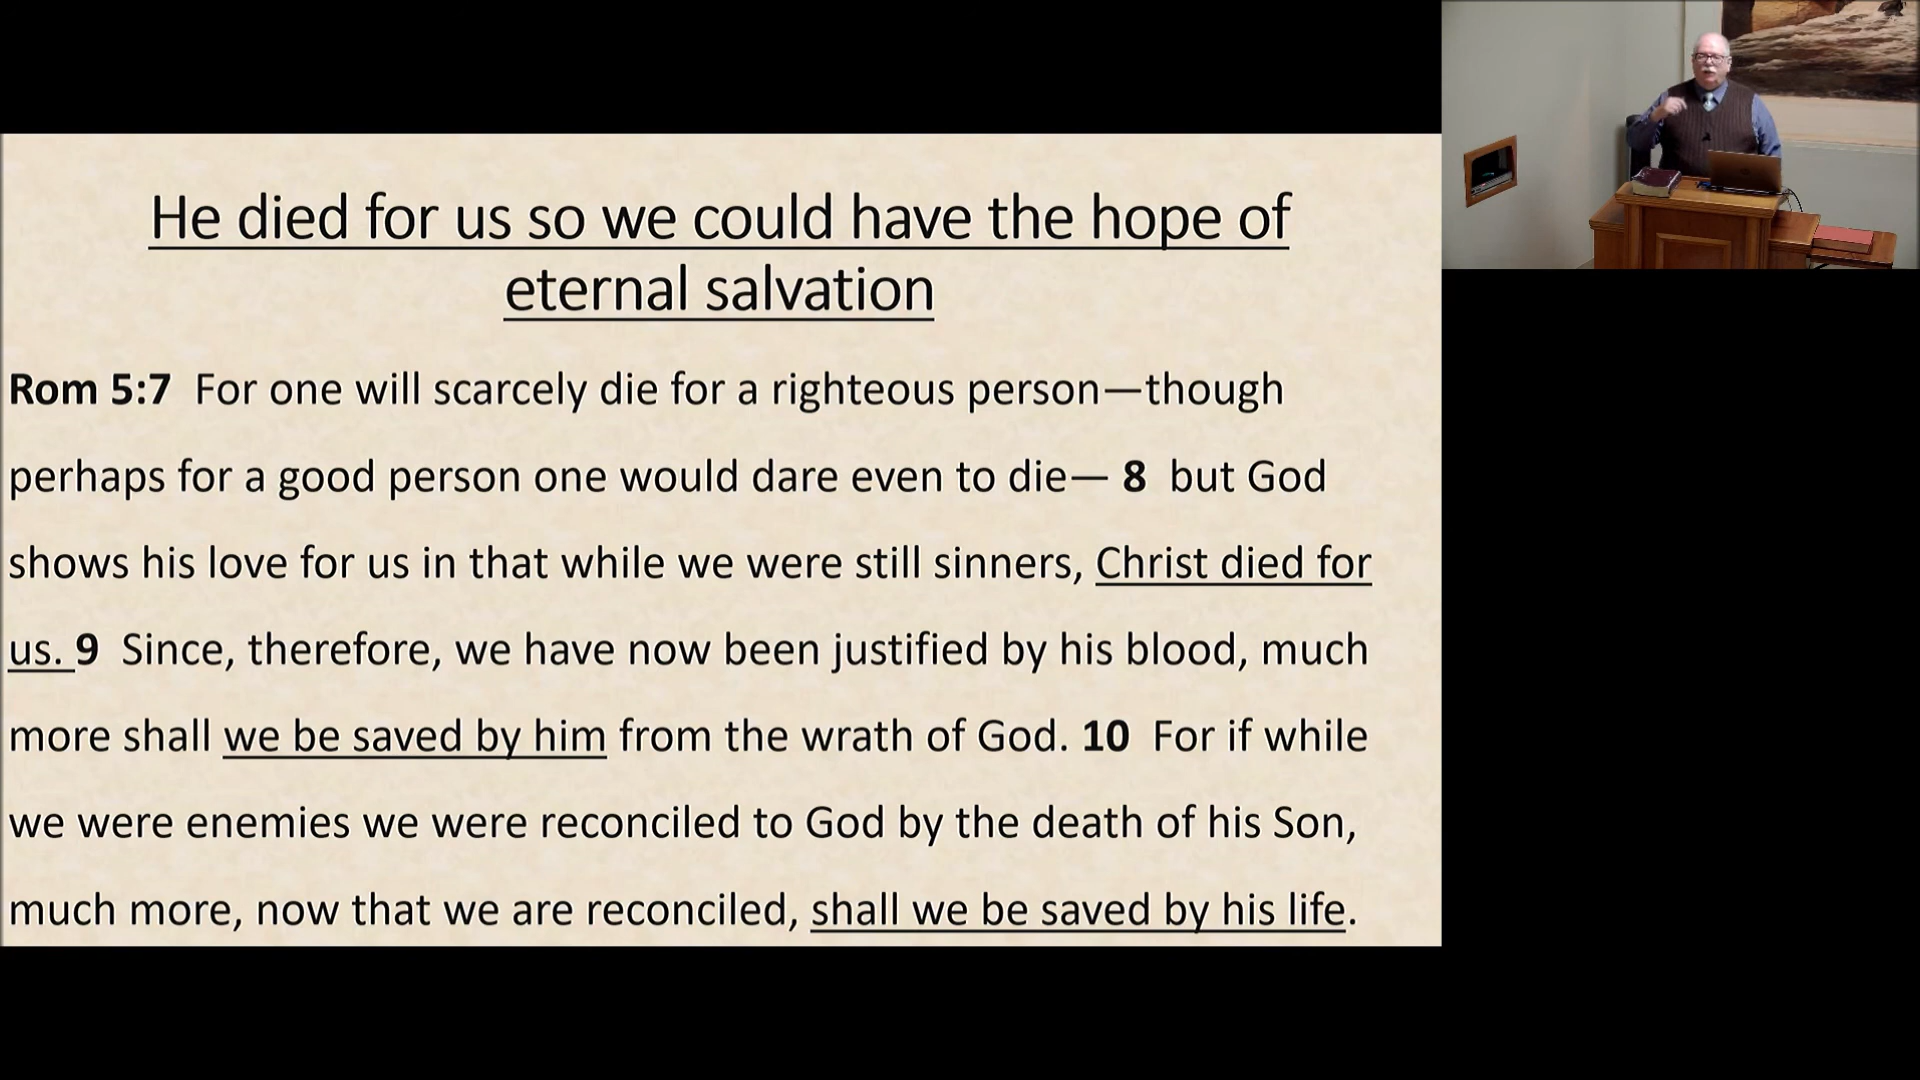 He died for us so we could have the hope of
eternal salvation
Rom 5:7 For one will scarcely die for a righteous person—though
perhaps for a good person one would dare even to die— 8 but God
shows his love for us in that while we were still sinners, Christ died for
us. 9 Since, therefore, we have now been justified by his blood, much
more shall we be saved by him from the wrath of God. 10 For if while
we were enemies we were reconciled to God by the death of his Son,
much more, now that we are reconciled, shall we be saved by his life.